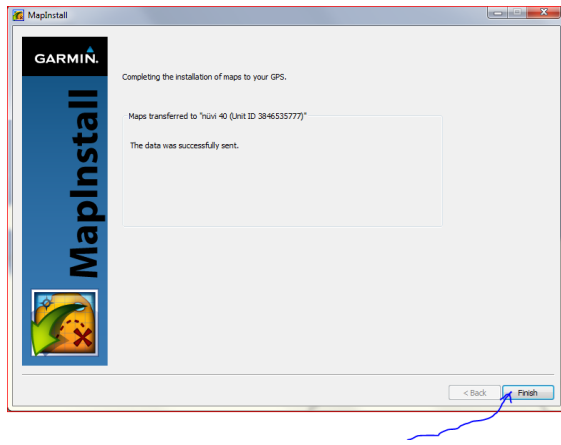 MapInstall
GARMIN.
MapInstall
Completing the installation of maps to your GPS.
Maps transferred to "nüvi 40 (Unit ID 3846535777)"
The data was successfully sent.
< Back
Finish